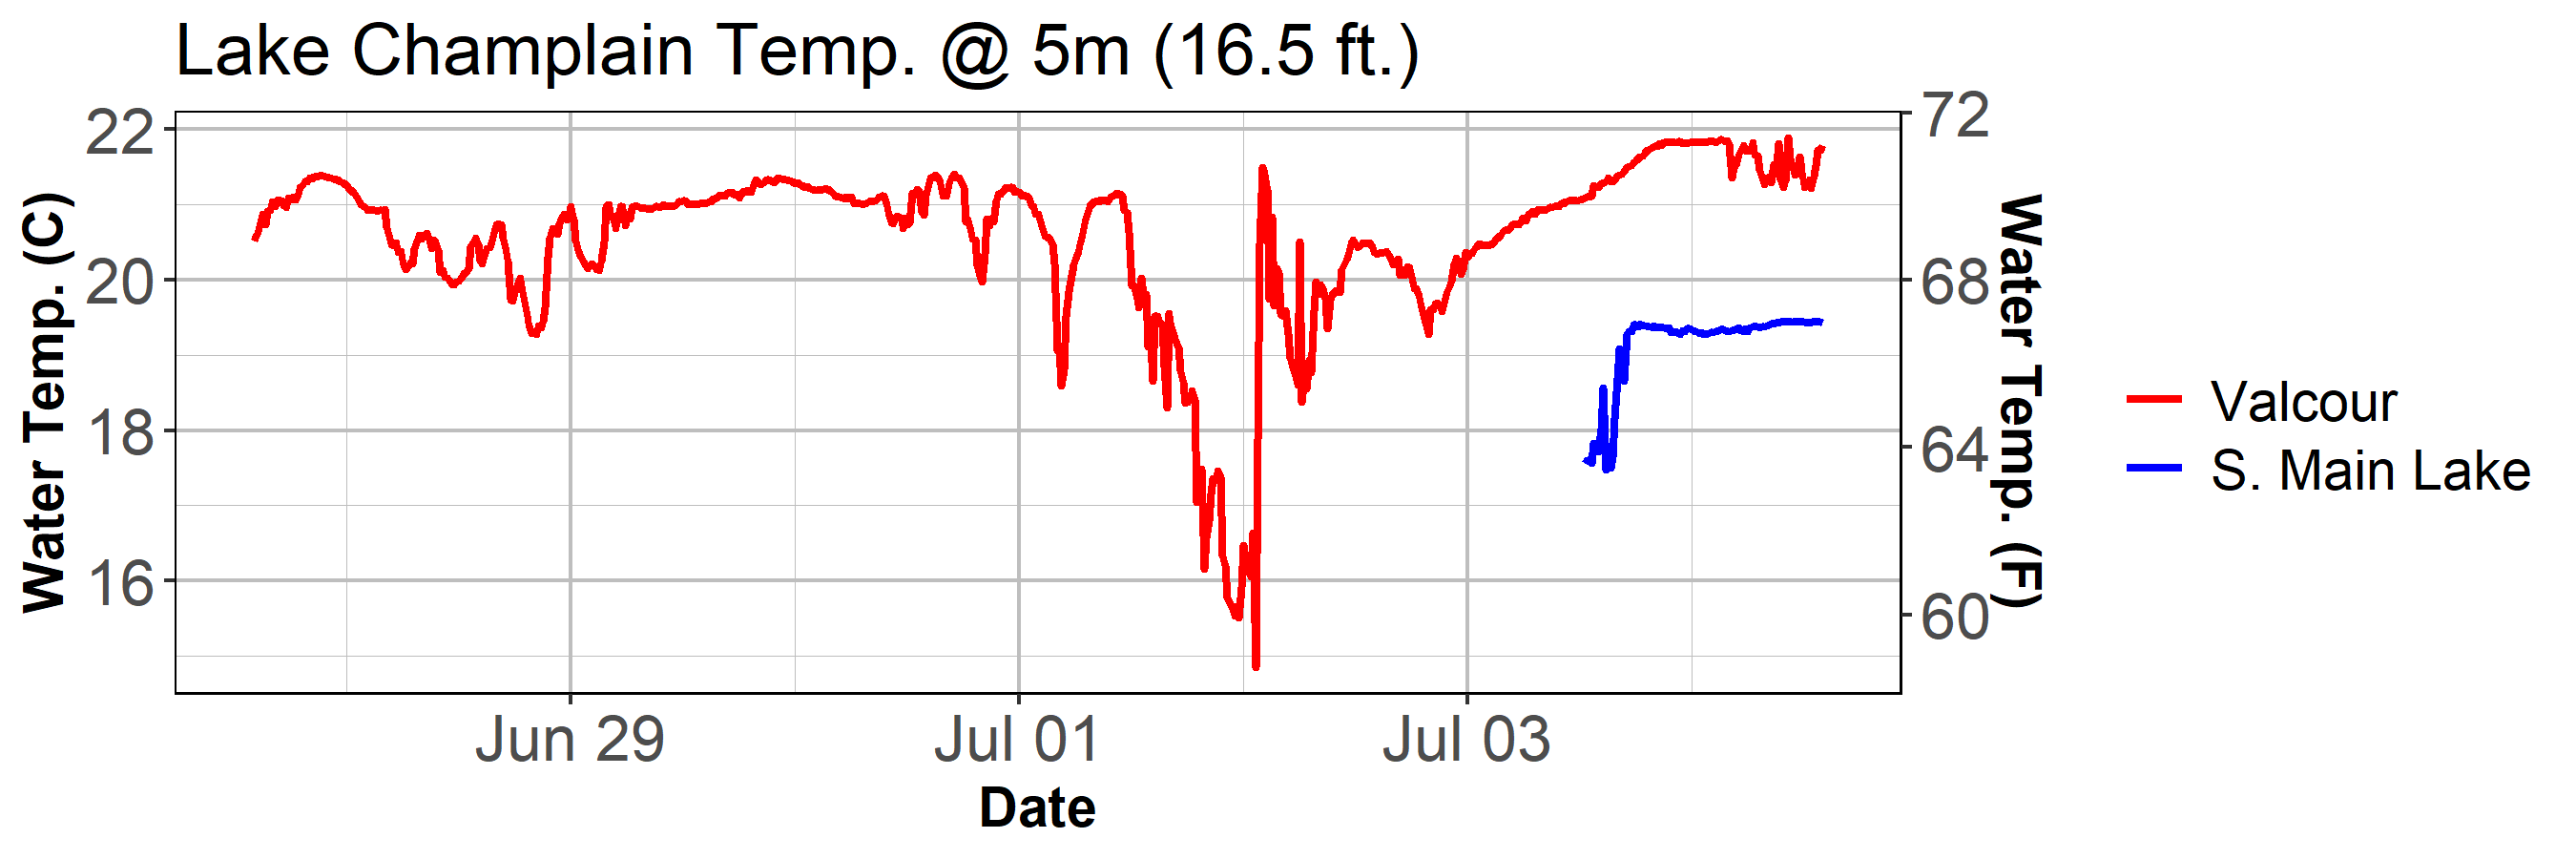 Lake Champlain Temp. @ 5m (16.5 ft.)
Water Temp. (C)
22
20
18
16
72
68
64
60
Water Temp. (F)
Jun 29
Jul 01
Jul 03
Date
Valcour
S. Main Lake